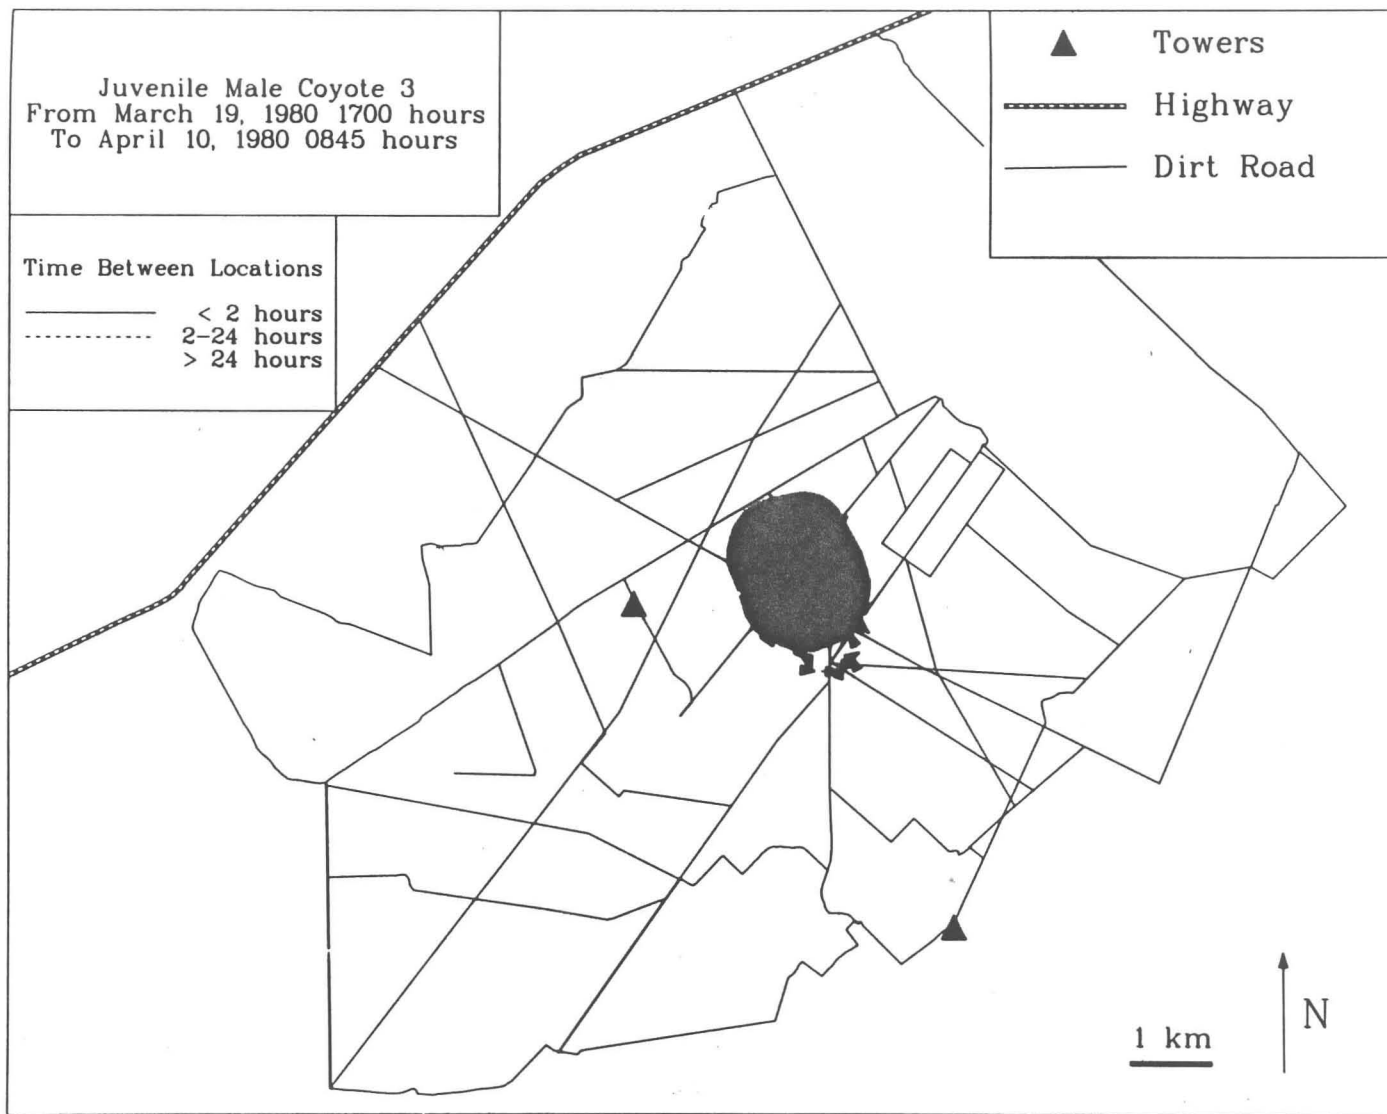 Juvenile Male Coyote 3
From March 19, 1980 1700 hours
To April 10, 1980 0845 hours
Time Between Locations
< 2 hours
2-24 hours
> 24 hours
Towers
Highway
Dirt Road
1 km
N